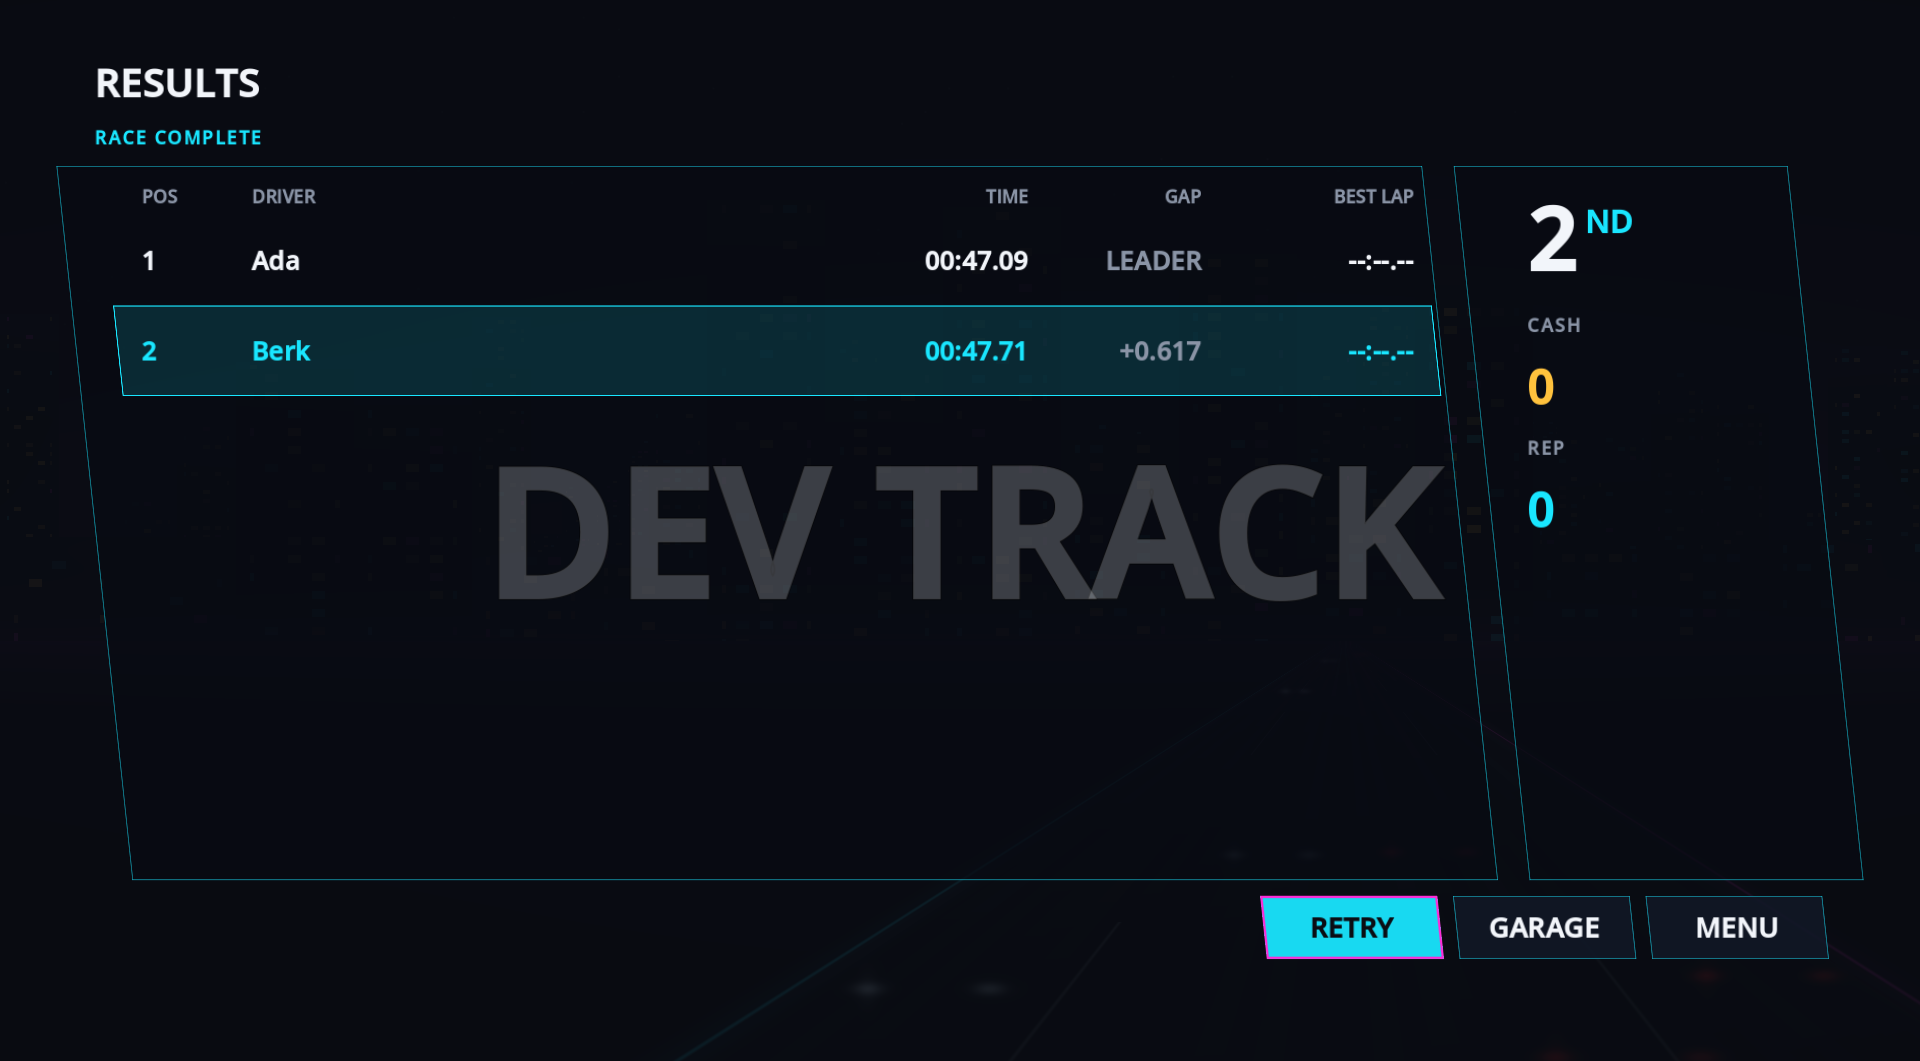 RESULTS
RACE COMPLETE
POS DRIVER TIME GAP BEST LAP
1 Ada 00:47.09 LEADER --:--.--
2 Berk 00:47.71 +0.617 --:--.--
DEV TRACK
2ND
CASH
0
REP
0
RETRY GARAGE MENU